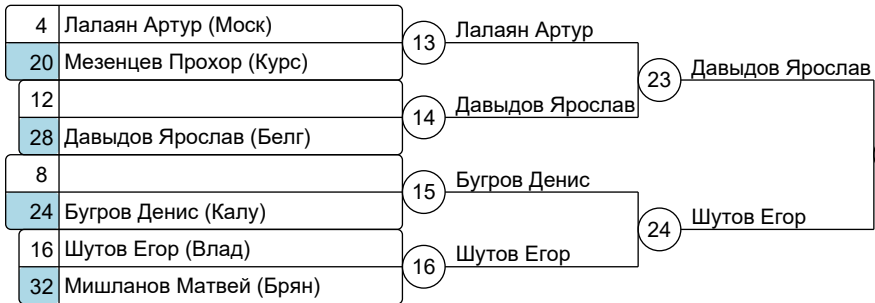 4 Лалаян Артур (Моск)
20 Мезенцев Прохор (Курс)
13 Лалаян Артур
12
28 Давыдов Ярослав (Белг)
14 Давыдов Ярослав
23 Давыдов Ярослав
8
24 Бугров Денис (Калу)
15 Бугров Денис
16 Шутов Егор (Влад)
32 Мишланов Матвей (Брян)
16 Шутов Егор
24 Шутов Егор